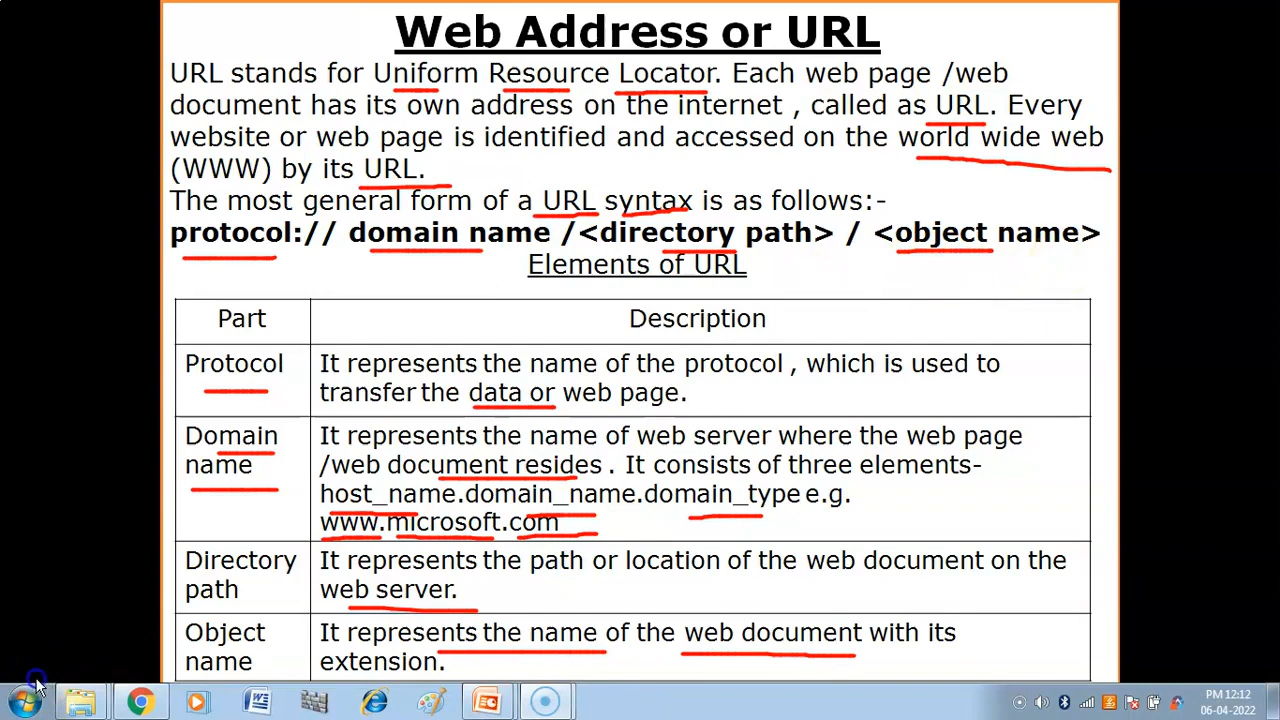 Web Address or URL
URL stands for Uniform Resource Locator. Each web page /web
document has its own address on the internet , called as URL. Every
website or web page is identified and accessed on the world wide web
(WWW) by its URL.
The most general form of a URL syntax is as follows:-
protocol:// domain name /<directory path> / <object name>
Elements of URL
Part Description
Protocol It represents the name of the protocol , which is used to
transfer the data or web page.
Domain It represents the name of web server where the web page
name /web document resides . It consists of three elements-
host_name.domain_name.domain_type e.g.
www.microsoft.com
Directory It represents the path or location of the web document on the
path web server.
Object It represents the name of the web document with its
name extension.
PM 12:12
06-04-2022